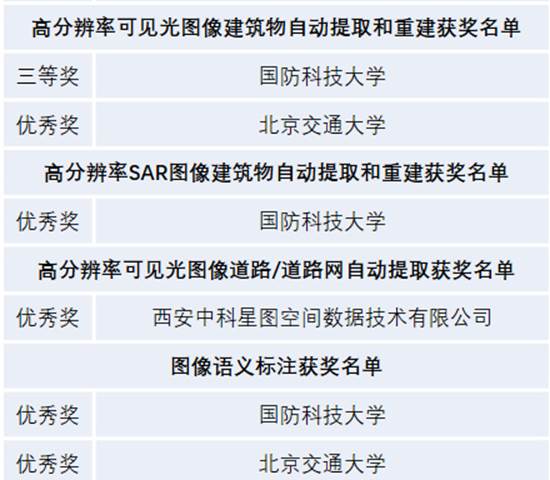 高分辨率可见光图像建筑物自动提取和重建获奖名单
三等奖 国防科技大学
优秀奖 北京交通大学
高分辨率SAR图像建筑物自动提取和重建获奖名单
优秀奖 国防科技大学
高分辨率可见光图像道路/道路网自动提取获奖名单
优秀奖 西安中科星图空间数据技术有限公司
图像语义标注获奖名单
优秀奖 国防科技大学
优秀奖 北京交通大学